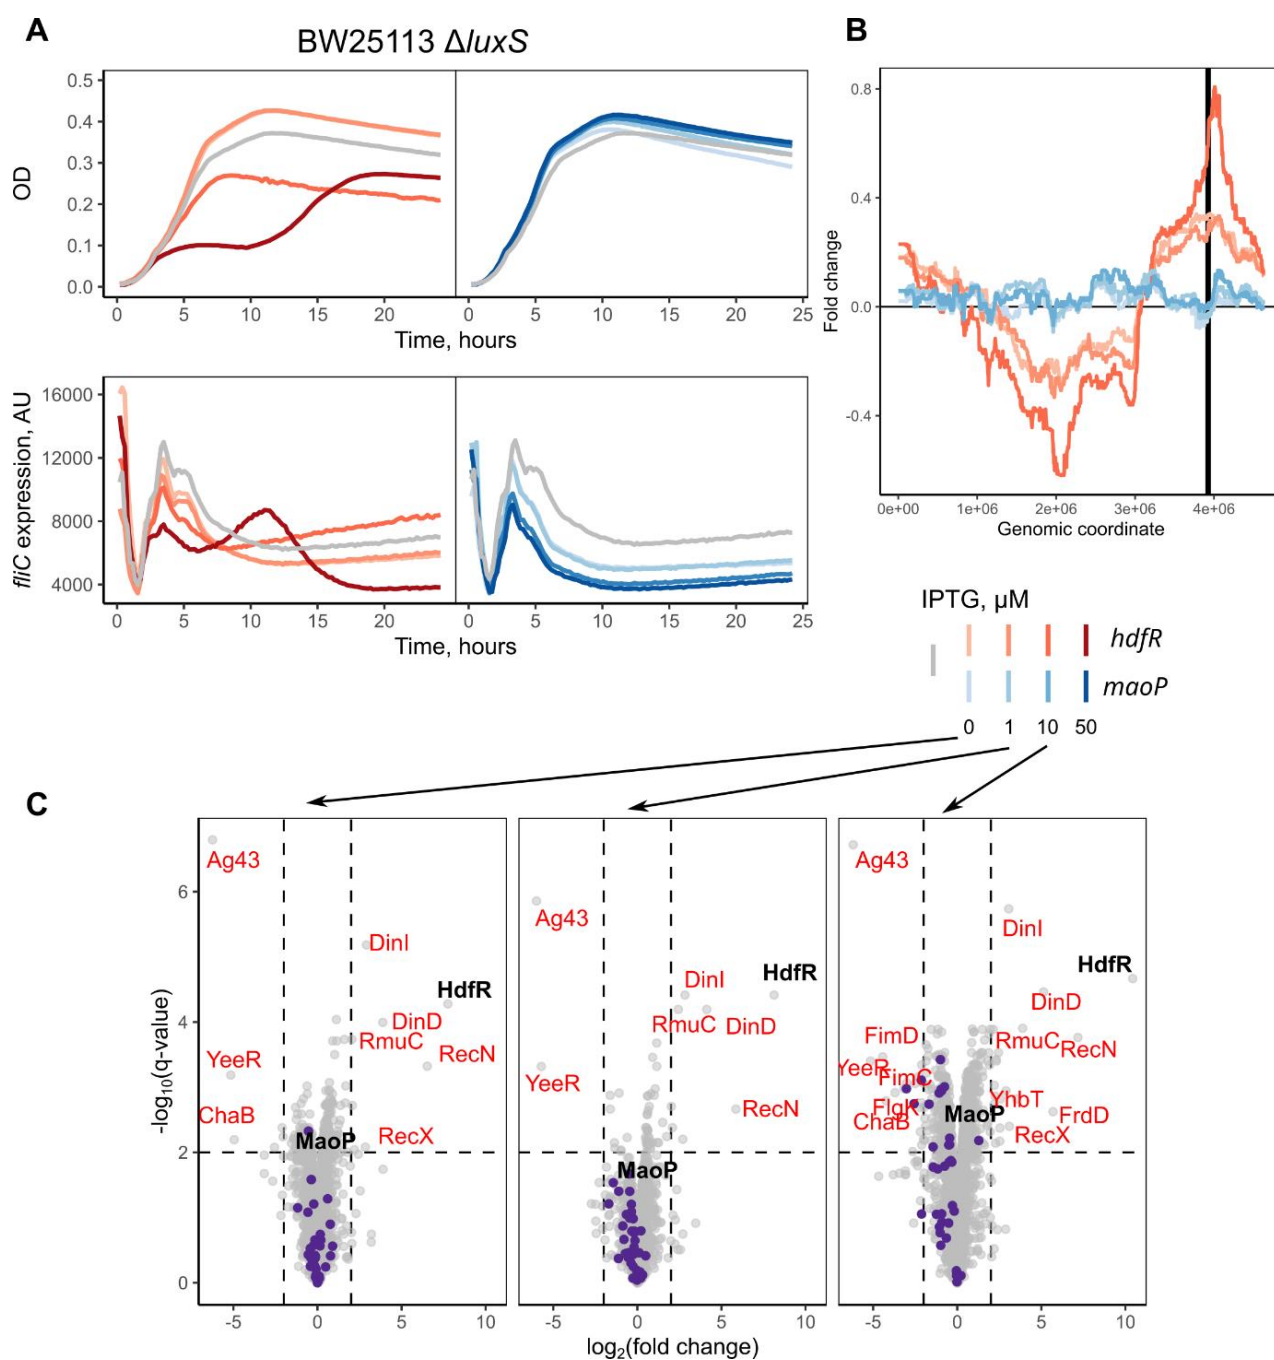 A
BW25113 ΔluxS
B
OD
0.5
0.4
0.3
0.2
0.1
0.0
0 5 10 15 20 0 5 10 15 20 25
Time, hours Time, hours
fliC expression, AU
16000
12000
8000
4000
0 5 10 15 20 0 5 10 15 20 25
Time, hours Time, hours
Fold change
0.8
0.4
0.0
-0.4
0e+00 1e+06 2e+06 3e+06 4e+06
Genomic coordinate
IPTG, μM
hdfR
maoP
0 1 10 50
C
-log10(q-value)
6
4
2
0
Ag43
DinI
HdfR
DinD
RmuC
RecN
YeeR
ChaB
MaoP
RecX
-5 0 5 10
Ag43
DinI
HdfR
RmuC
DinD
YeeR
RecN
MaoP
-5 0 5 10
Ag43
DinI
HdfR
DinD
FimD
RmuC
RecN
YeeR
FimC
YhbT
FlgK
MaoP
FrdD
ChaB
RecX
-5 0 5 10
log2(fold change)